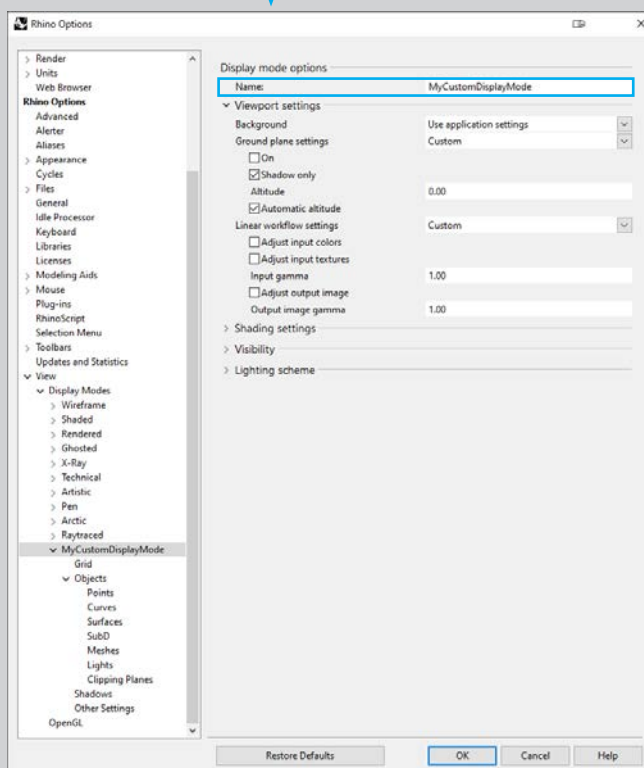 Rhino Options
Render
Units
Web Browser
Rhino Options
Advanced
Alerter
Aliases
Appearance
Cycles
Files
General
Idle Processor
Keyboard
Libraries
Licenses
Modeling Aids
Mouse
Plug-ins
RhinoScript
Selection Menu
Toolbars
Updates and Statistics
View
Display Modes
Wireframe
Shaded
Rendered
Ghosted
X-Ray
Technical
Artistic
Pen
Arctic
Raytraced
MyCustomDisplayMode
Grid
Objects
Points
Curves
Surfaces
SubD
Meshes
Lights
Clipping Planes
Shadows
Other Settings
OpenGL
Display mode options
Name: MyCustomDisplayMode
Viewport settings
Background Use application settings
Ground plane settings Custom
On
Shadow only
Altitude 0.00
Automatic altitude
Linear workflow settings Custom
Adjust input colors
Adjust input textures
Input gamma 1.00
Adjust output image
Output image gamma 1.00
Shading settings
Visibility
Lighting scheme
Restore Defaults OK Cancel Help